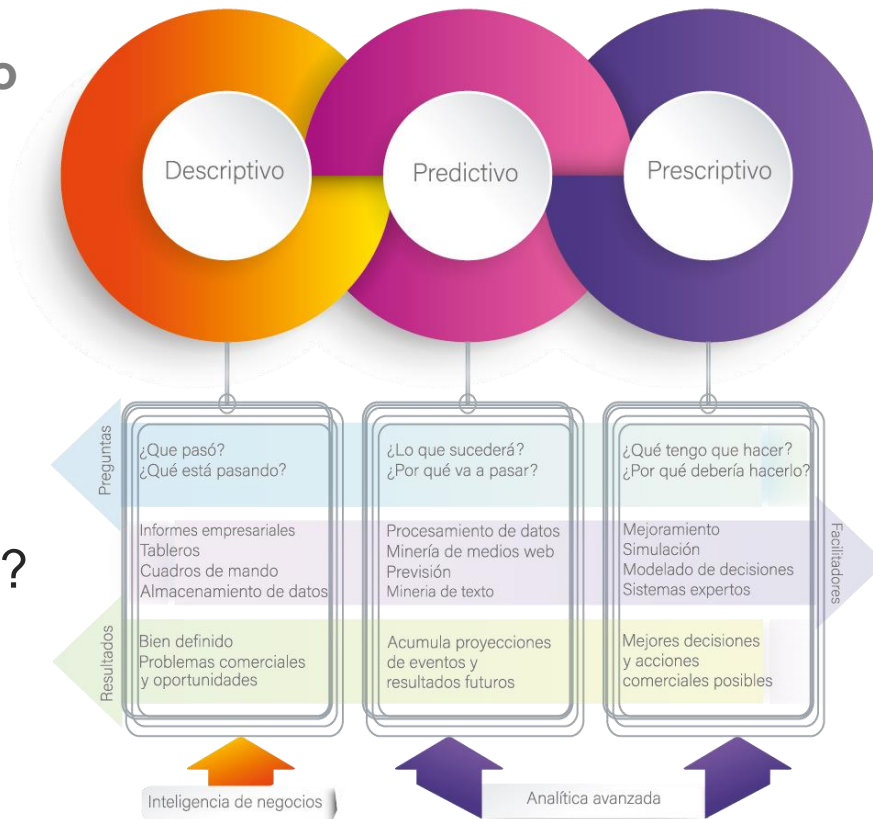 o
Descriptivo
Predictivo
Prescriptivo
Preguntas
¿Que pasó?
¿Qué está pasando?
¿Lo que sucederá?
¿Por qué va a pasar?
¿Qué tengo que hacer?
¿Por qué debería hacerlo?
?
Informes empresariales
Tableros
Cuadros de mando
Almacenamiento de datos
Procesamiento de datos
Minería de medios web
Previsión
Mineria de texto
Mejoramiento
Simulación
Modelado de decisiones
Sistemas expertos
Facilitadores
Resultados
Bien definido
Problemas comerciales
y oportunidades
Acumula proyecciones
de eventos y
resultados futuros
Mejores decisiones
y acciones
comerciales posibles
Inteligencia de negocios
Analítica avanzada